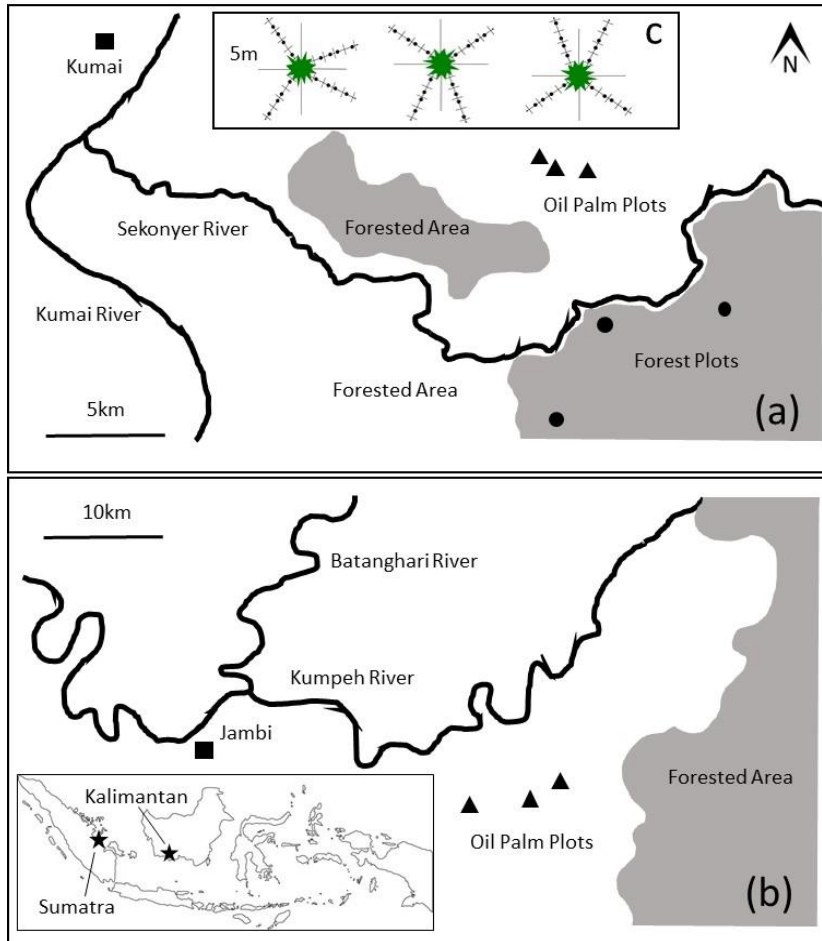 Kumai
5m
c
N
Oil Palm Plots
Sekonyer River
Forested Area
Kumai River
Forest Plots
Forested Area
5km
(a)
10km
Batanghari River
Kumpeh River
Jambi
Forested Area
Kalimantan
Oil Palm Plots
Sumatra
(b)